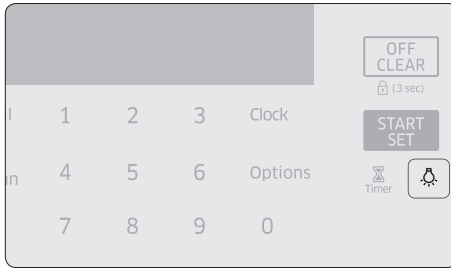 OFF
CLEAR
(3 sec)
1 2 3 Clock
START
SET
4 5 6 Options
Timer
7 8 9 0